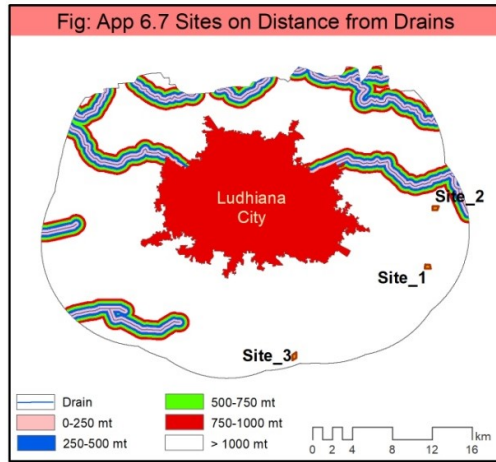 Fig: App 6.7 Sites on Distance from Drains
Ludhiana
City
Site_2
Site_1
Site_3
Drain
0-250 mt
250-500 mt
500-750 mt
750-1000 mt
> 1000 mt
km
0 2 4 8 12 16